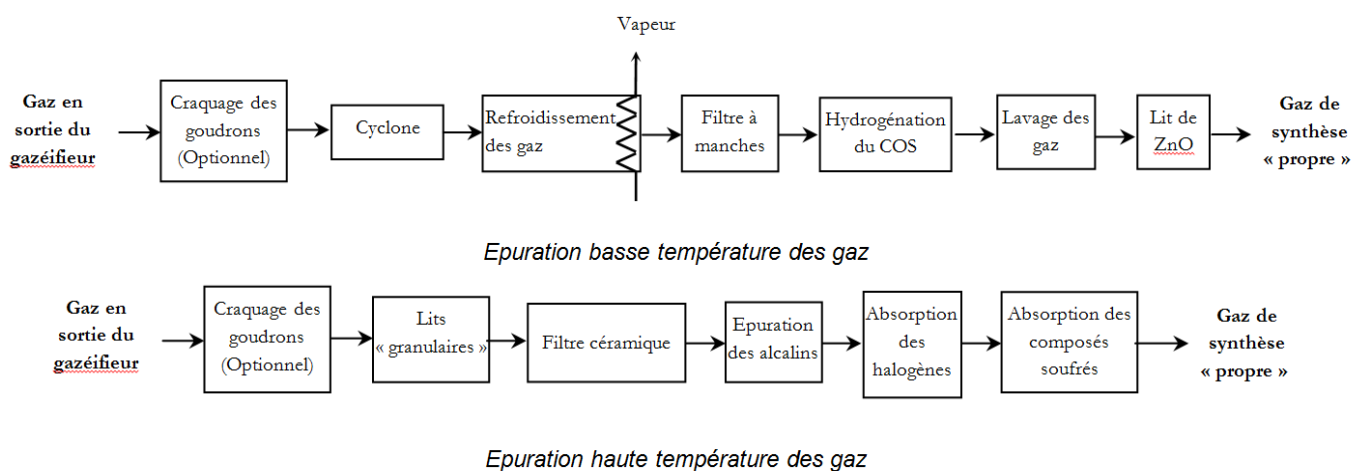 Vapeur
Gaz en
sortie du
gazéifieur
Craquage des
goudrons
(Optionnel)
Cyclone
Refroidissement
des gaz
Filtre à
manches
Hydrogénation
du COS
Lavage des
gaz
Lit de
ZnO
Gaz de
synthèse
« propre »
Epuration basse température des gaz
Gaz en
sortie du
gazéifieur
Craquage des
goudrons
(Optionnel)
Lits
« granulaires »
Filtre céramique
Epuration
des alcalins
Absorption
des
halogènes
Absorption des
composés
soufrés
Gaz de
synthèse
« propre »
Epuration haute température des gaz